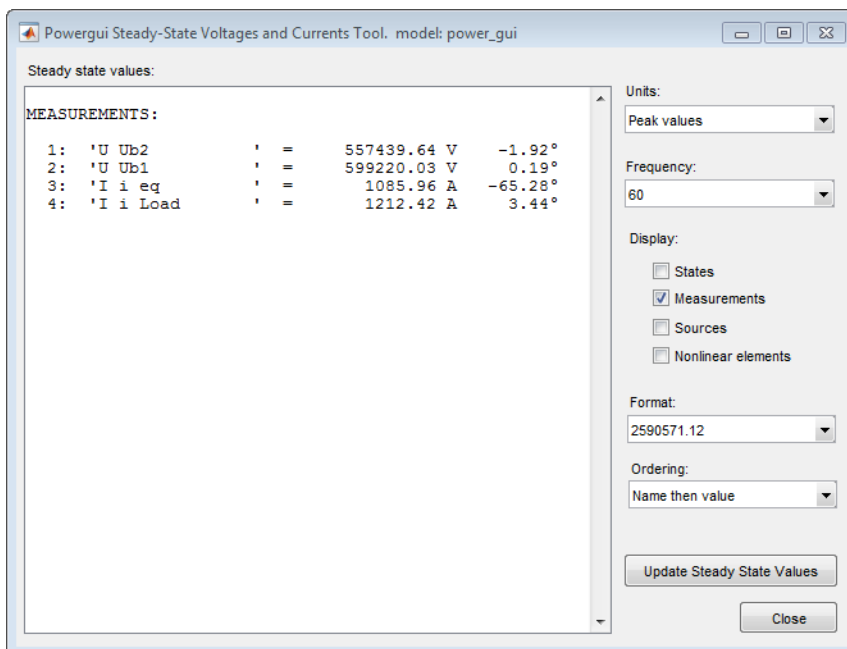 Powergui Steady-State Voltages and Currents Tool.  model: power_gui
Steady state values:
MEASUREMENTS:
1:  'U Ub2          '  =     557439.64 V    -1.92°
2:  'U Ub1          '  =     599220.03 V     0.19°
3:  'I i eq         '  =       1085.96 A   -65.28°
4:  'I i Load       '  =       1212.42 A     3.44°
Units:
Peak values
Frequency:
60
Display:
States
Measurements
Sources
Nonlinear elements
Format:
2590571.12
Ordering:
Name then value
Update Steady State Values
Close